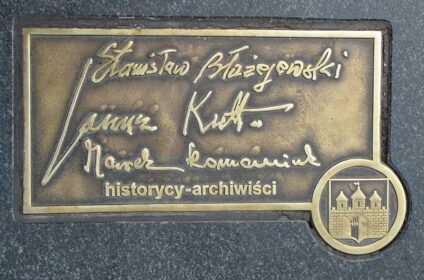 Stanisław Błażejewski
Janusz Kutta
Marek Romaniuk
historycy-archiwiści